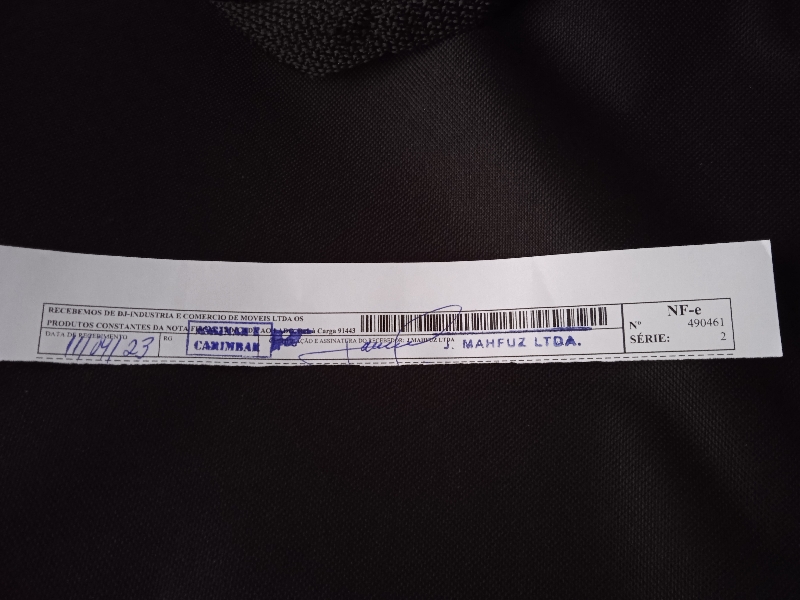 RECEBEMOS DE DJ-INDUSTRIA E COMERCIO DE MOVEIS LTDA OS
PRODUTOS CONSTANTES DA NOTA Carga 91443
DATA DE RECEBIMENTO
RG
E ASSINATURA DO RECEBEDOR: J.MAHFUZ LTDA
11/04/23
CARIMBAR
J. MAHFUZ LTDA.
NF-e
Nº 490461
SÉRIE: 2